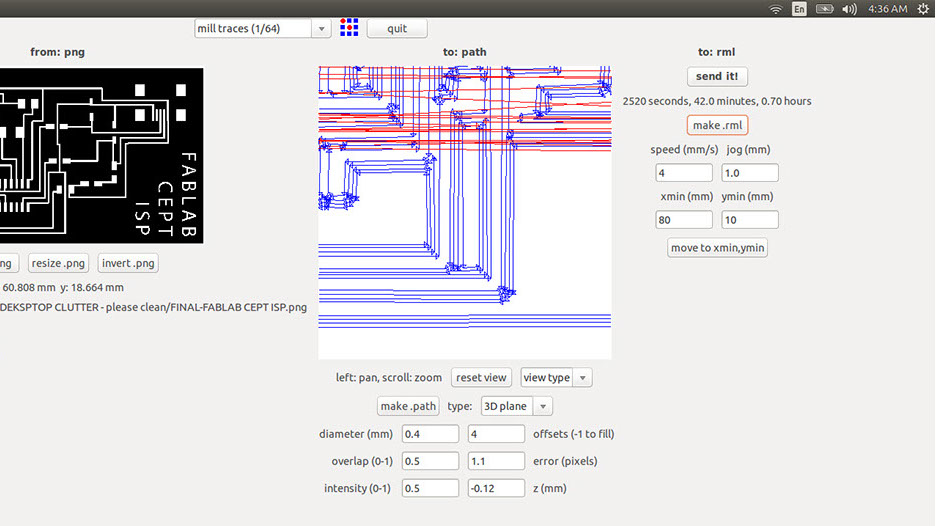 En
4:36 AM
mill traces (1/64)
quit
from: png
to: path
to: rml
send it!
2520 seconds, 42.0 minutes, 0.70 hours
make .rml
speed (mm/s) jog (mm)
4 1.0
xmin (mm) ymin (mm)
80 10
move to xmin,ymin
FABLAB
CEPT
ISP
ng resize .png invert .png
60.808 mm y: 18.664 mm
DEKSPTOP CLUTTER - please clean/FINAL-FABLAB CEPT ISP.png
left: pan, scroll: zoom reset view view type
make .path type: 3D plane
diameter (mm) 0.4 4 offsets (-1 to fill)
overlap (0-1) 0.5 1.1 error (pixels)
intensity (0-1) 0.5 -0.12 z (mm)